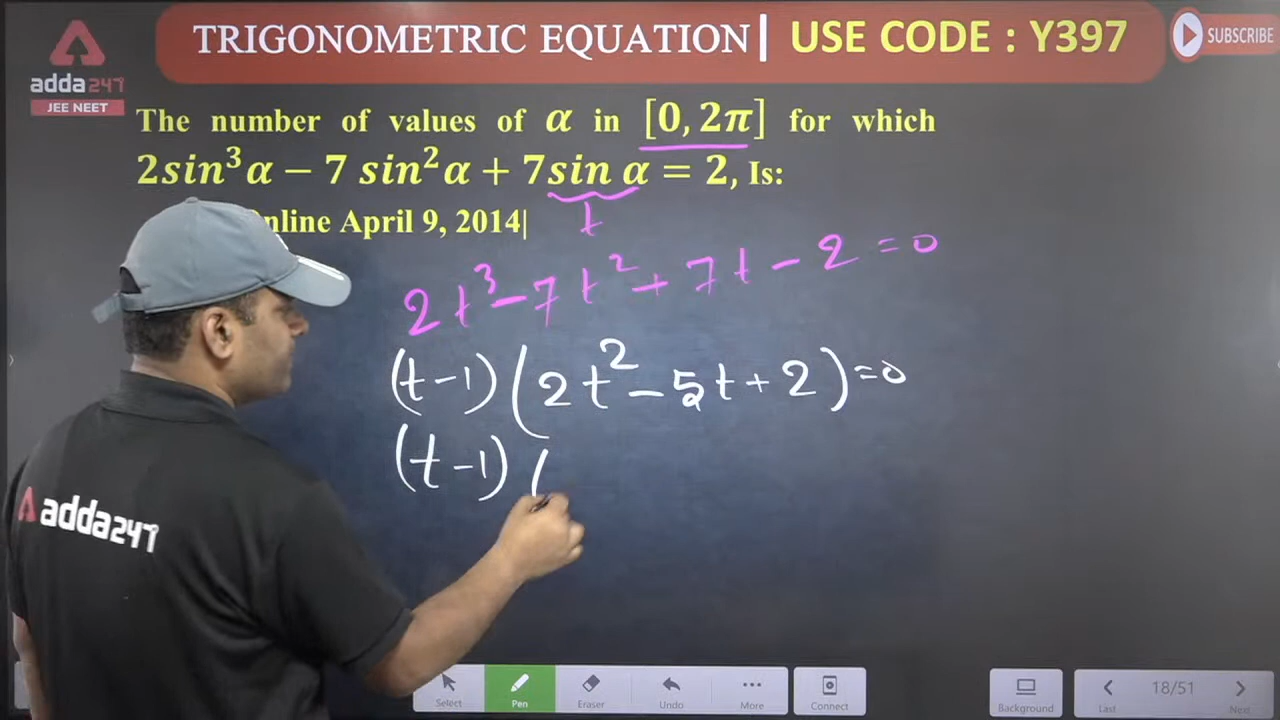 TRIGONOMETRIC EQUATION | USE CODE : Y397
SUBSCRIBE
adda247
JEE NEET
The number of values of α in [0, 2π] for which
2sin³α − 7 sin²α + 7sin α = 2, Is:
Online April 9, 2014|
t
2t³ - 7t² + 7t - 2 = 0
(t-1)(2t² - 5t + 2) = 0
(t-1)(
adda247
Select
Pen
Eraser
Undo
More
Connect
Background
Last
18/51
Next